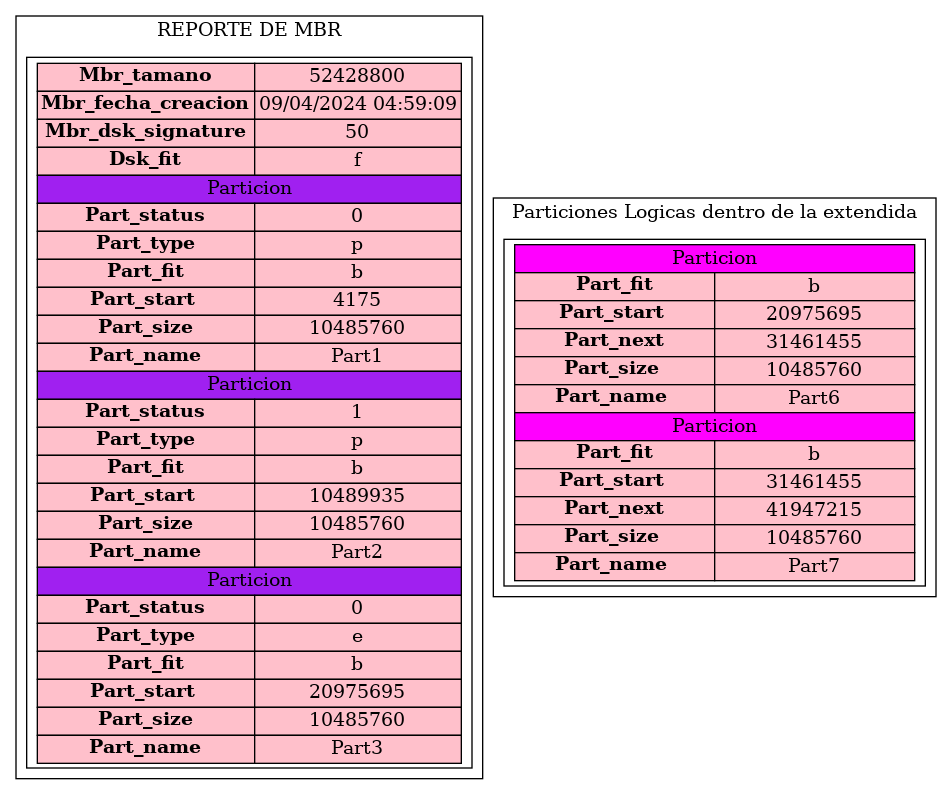 REPORTE DE MBR
Mbr_tamano 52428800
Mbr_fecha_creacion 09/04/2024 04:59:09
Mbr_dsk_signature 50
Dsk_fit f
Particion
Part_status 0
Part_type p
Part_fit b
Part_start 4175
Part_size 10485760
Part_name Part1
Particion
Part_status 1
Part_type p
Part_fit b
Part_start 10489935
Part_size 10485760
Part_name Part2
Particion
Part_status 0
Part_type e
Part_fit b
Part_start 20975695
Part_size 10485760
Part_name Part3
Particiones Logicas dentro de la extendida
Particion
Part_fit b
Part_start 20975695
Part_next 31461455
Part_size 10485760
Part_name Part6
Particion
Part_fit b
Part_start 31461455
Part_next 41947215
Part_size 10485760
Part_name Part7